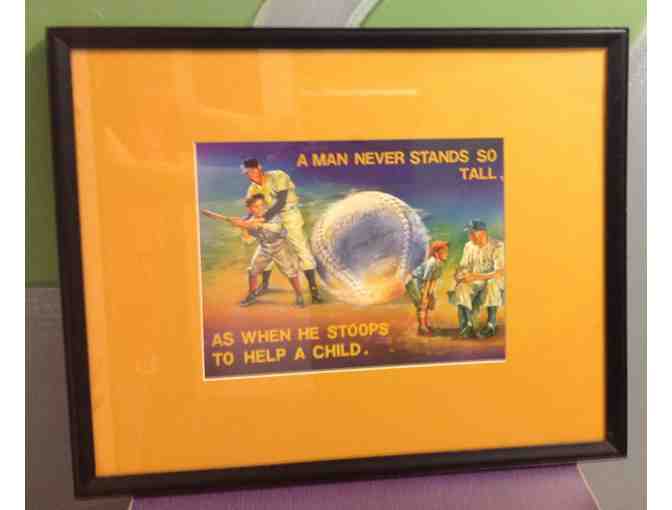 A MAN NEVER STANDS SO
TALL,
AS WHEN HE STOOPS
TO HELP A CHILD.